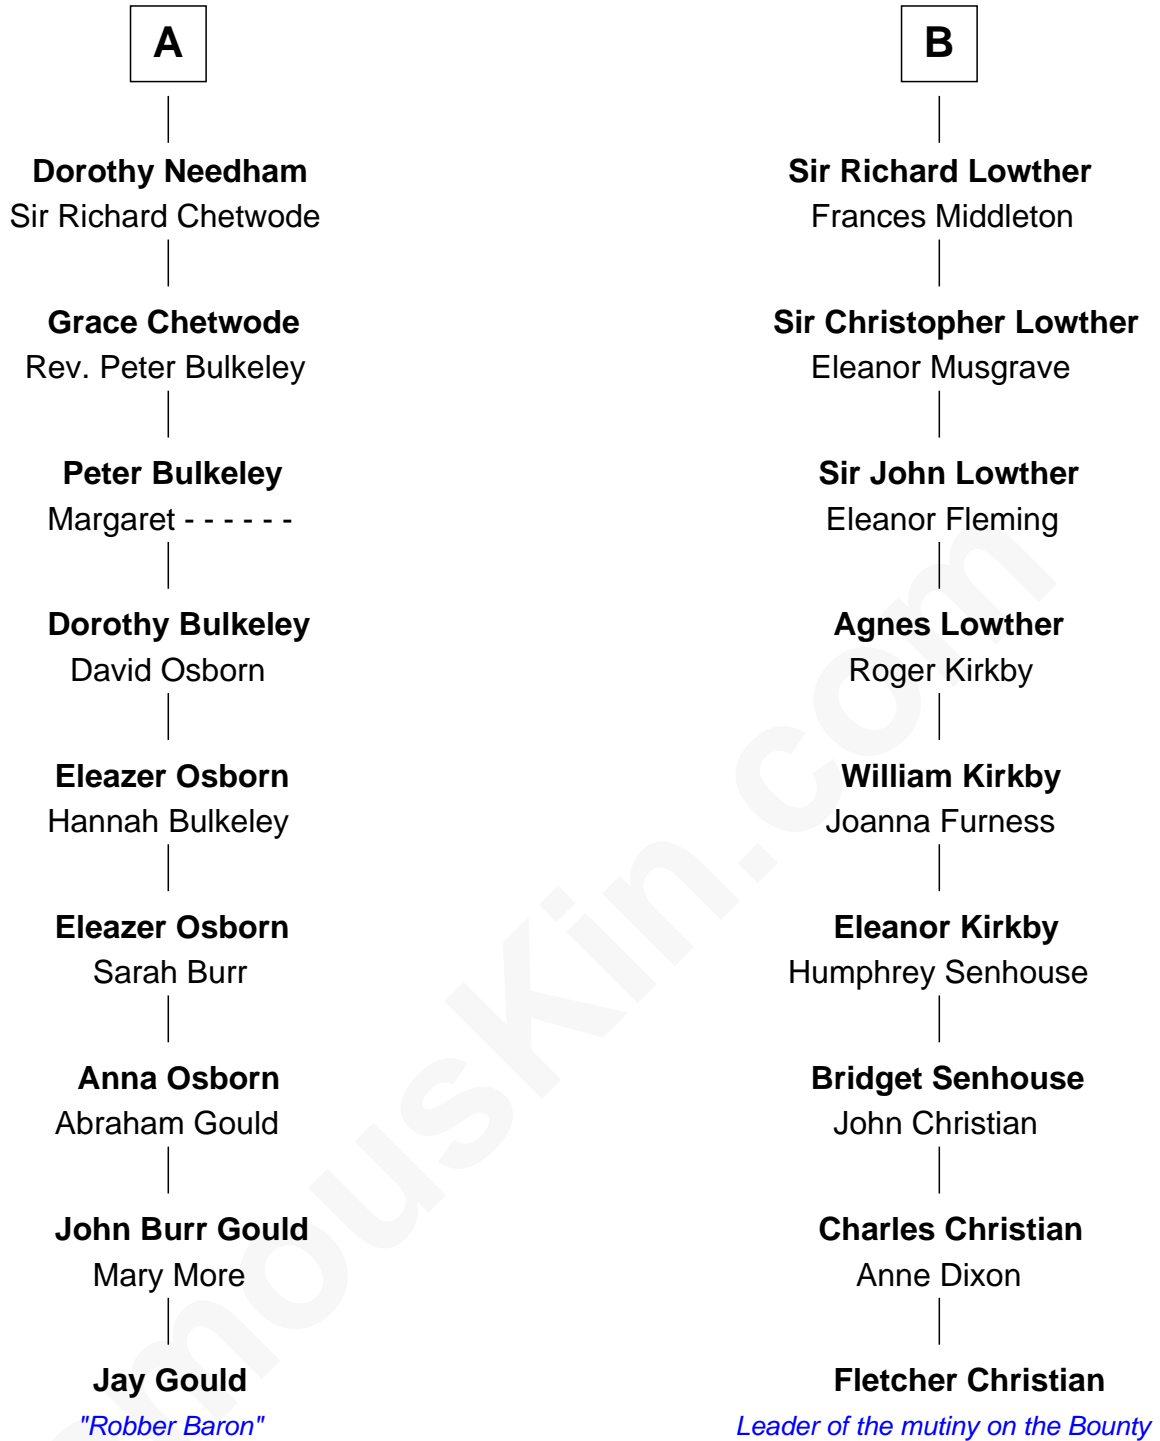 A
Dorothy Needham
Sir Richard Chetwode
Grace Chetwode
Rev. Peter Bulkeley
Peter Bulkeley
Margaret - - - - - -
Dorothy Bulkeley
David Osborn
Eleazer Osborn
Hannah Bulkeley
Eleazer Osborn
Sarah Burr
Anna Osborn
Abraham Gould
John Burr Gould
Mary More
Jay Gould
"Robber Baron"
B
Sir Richard Lowther
Frances Middleton
Sir Christopher Lowther
Eleanor Musgrave
Sir John Lowther
Eleanor Fleming
Agnes Lowther
Roger Kirkby
William Kirkby
Joanna Furness
Eleanor Kirkby
Humphrey Senhouse
Bridget Senhouse
John Christian
Charles Christian
Anne Dixon
Fletcher Christian
Leader of the mutiny on the Bounty
mousKin.com